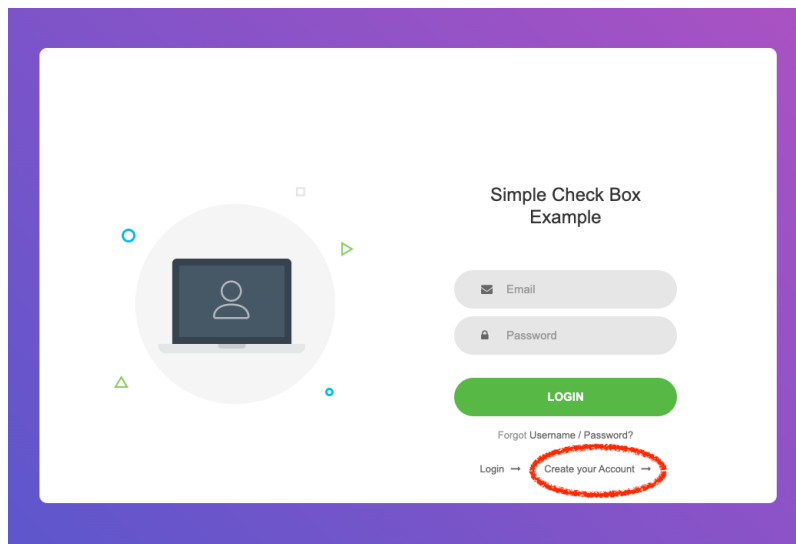 Simple Check Box
Example
Email
Password
LOGIN
Forgot Username / Password?
Login → Create your Account →